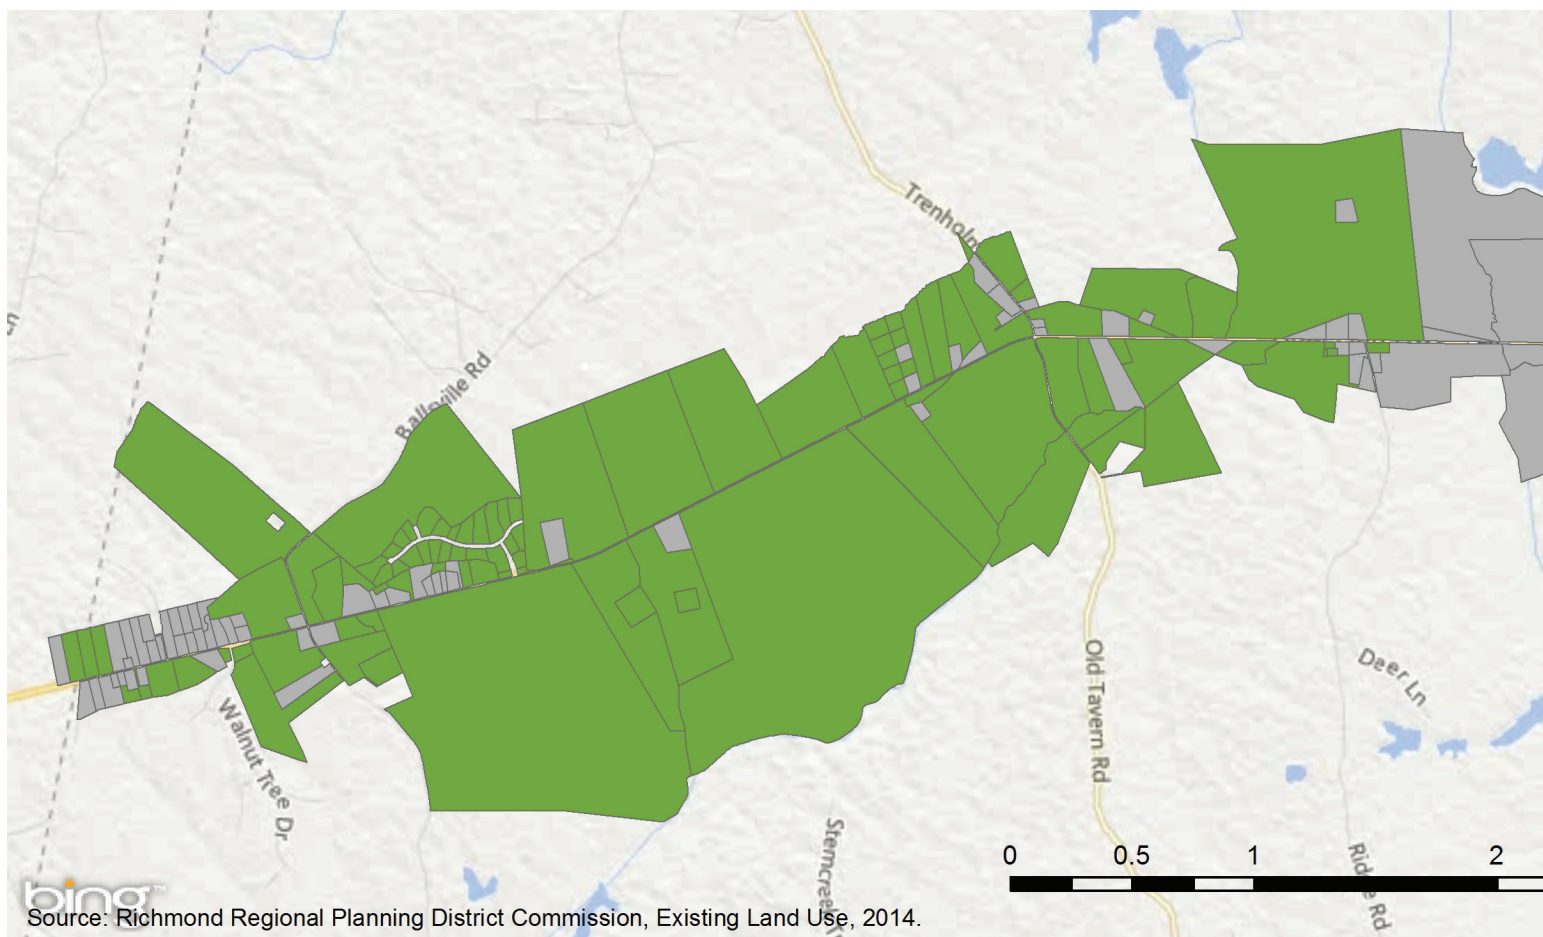 Trenholm
Ballsville Rd
Walnut Tree Dr
Old Tavern Rd
Deer Ln
0 0.5 1 2
bing™
Source: Richmond Regional Planning District Commission, Existing Land Use, 2014.